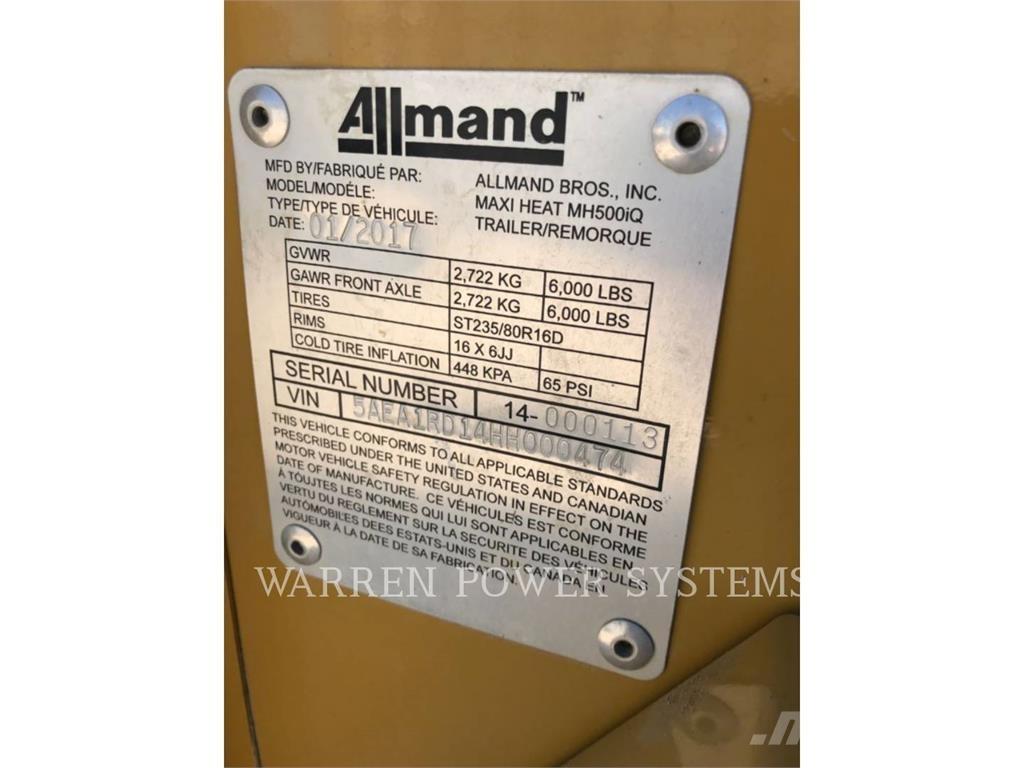 Allmand™
MFD BY/FABRIQUÉ PAR: ALLMAND BROS., INC.
MODEL/MODÉLE: MAXI HEAT MH500iQ
TYPE/TYPE DE VÉHICULE: TRAILER/REMORQUE
DATE: 01/2017
GVWR 2,722 KG 6,000 LBS
GAWR FRONT AXLE 2,722 KG 6,000 LBS
TIRES ST235/80R16D
RIMS 16 X 6JJ
COLD TIRE INFLATION 448 KPA 65 PSI
SERIAL NUMBER 14-000113
VIN 5AEA1RD14HH000474
THIS VEHICLE CONFORMS TO ALL APPLICABLE STANDARDS
PRESCRIBED UNDER THE UNITED STATES AND CANADIAN
MOTOR VEHICLE SAFETY REGULATION IN EFFECT ON THE
DATE OF MANUFACTURE. CE VÉHICULES EST CONFORME
À TOUJTES LES NORMES QUI LUI SONT APPLICABLES EN
VERTU DU REGLEMENT SUR LA SECURITE DES VÉHICULES
AUTOMOBILES DEES ESTATS-UNIS ET DU CANADA EN
VIGUEUR À LA DATE DE SA FABRICATION.
WARREN POWER SYSTEMS